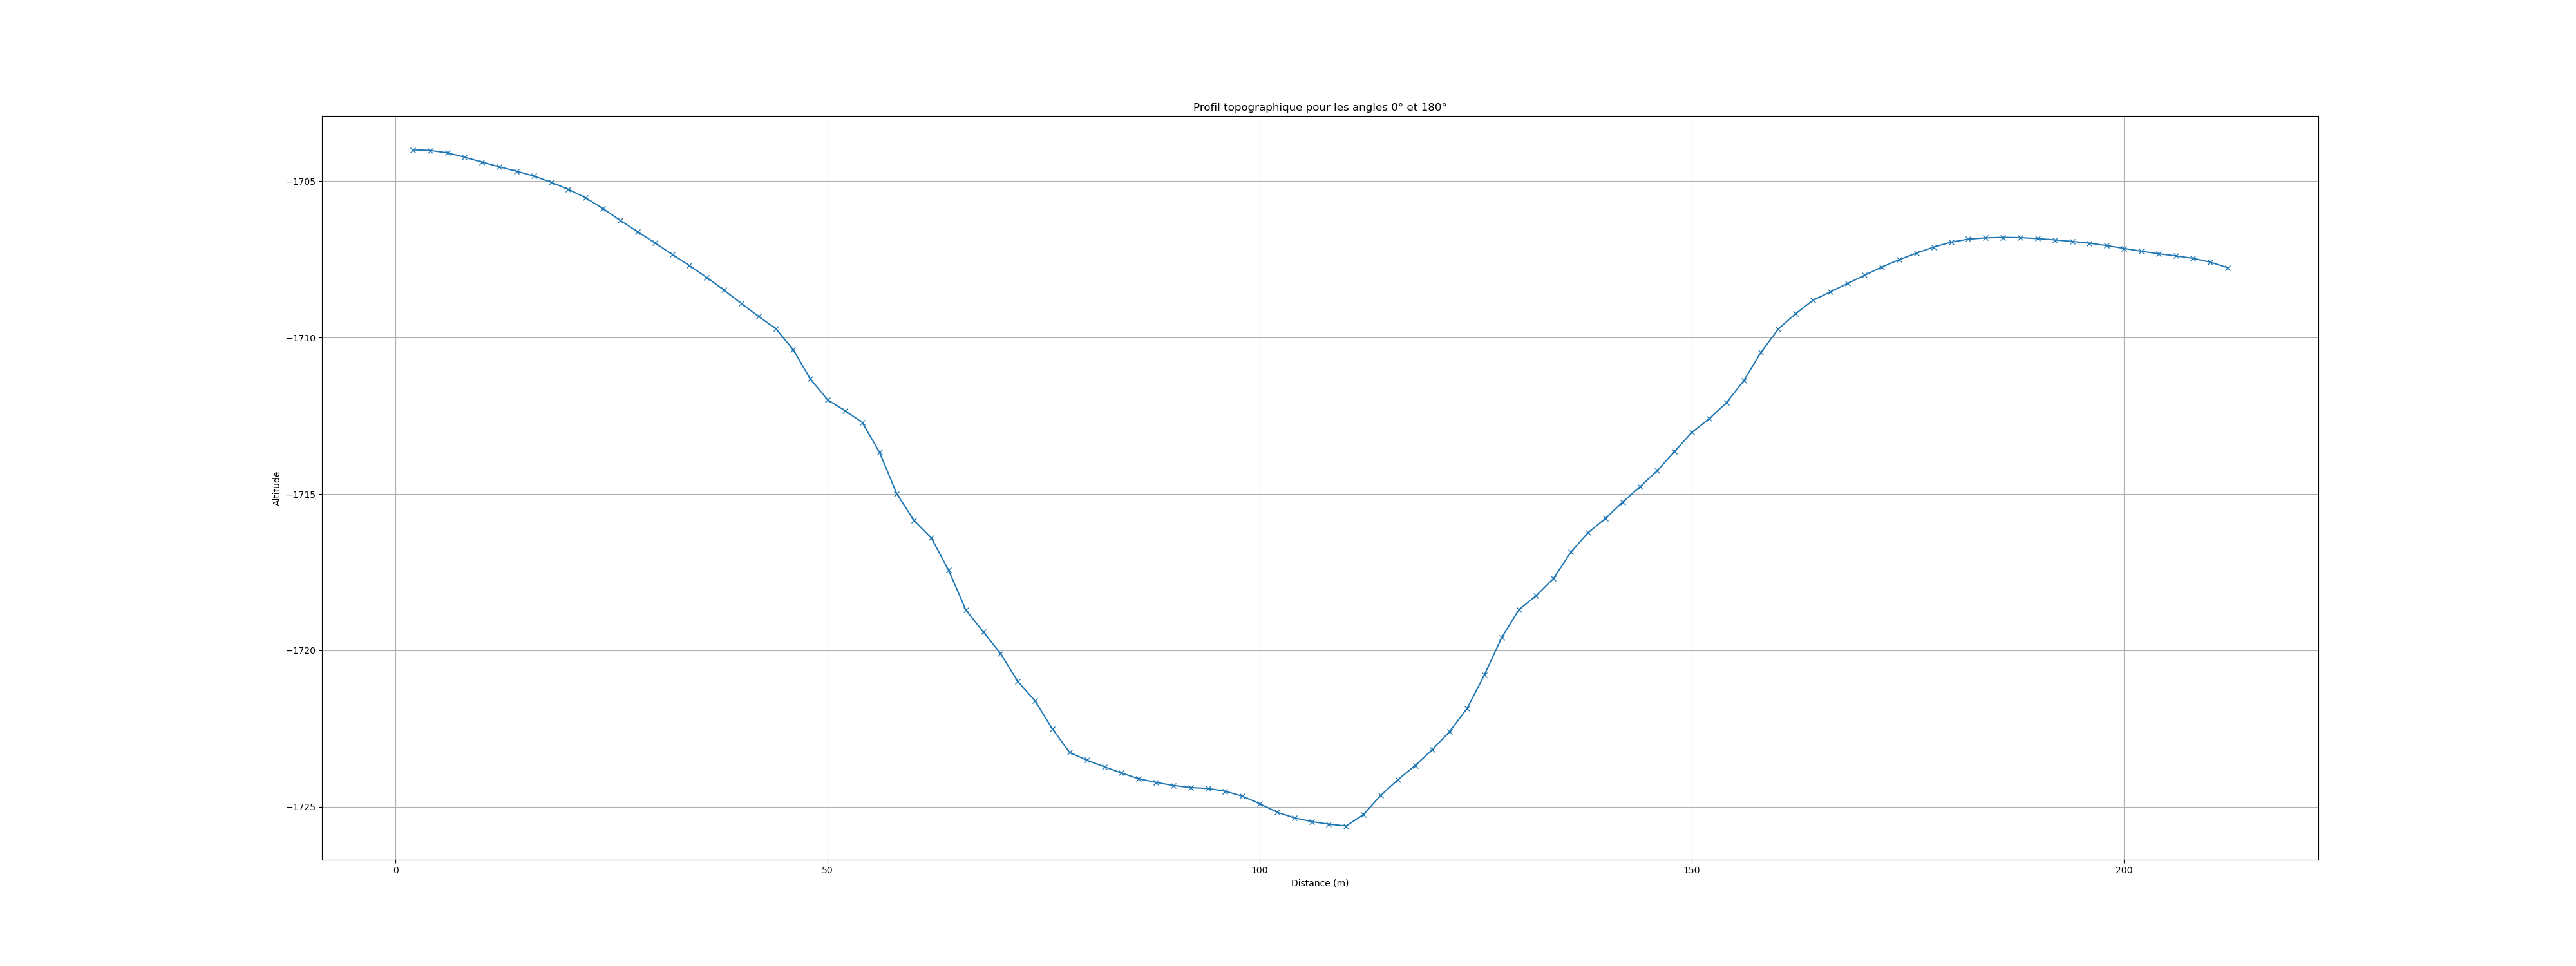 Profil topographique pour les angles 0° et 180°
−1705
−1710
−1715
−1720
−1725
Altitude
0 50 100 150 200
Distance (m)